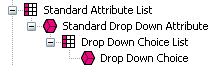 Standard Attribute List
Standard Drop Down Attribute
Drop Down Choice List
Drop Down Choice